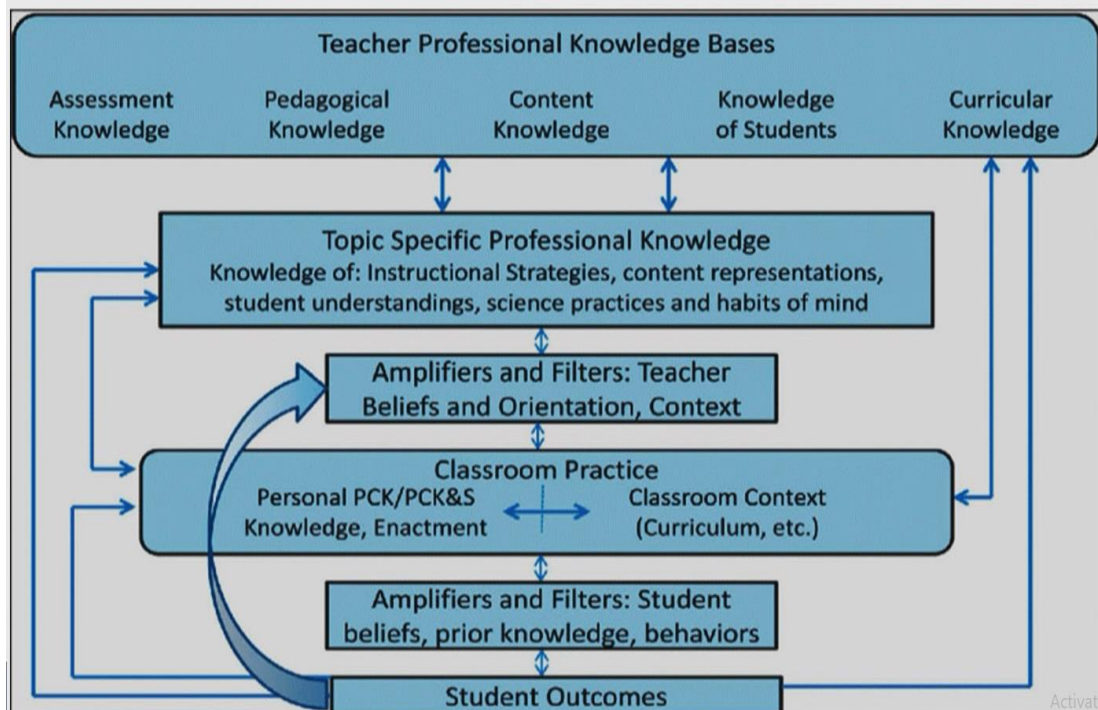 Teacher Professional Knowledge Bases
Assessment Knowledge
Pedagogical Knowledge
Content Knowledge
Knowledge of Students
Curricular Knowledge
Topic Specific Professional Knowledge
Knowledge of: Instructional Strategies, content representations,
student understandings, science practices and habits of mind
Amplifiers and Filters: Teacher
Beliefs and Orientation, Context
Classroom Practice
Personal PCK/PCK&S
Knowledge, Enactment
Classroom Context
(Curriculum, etc.)
Amplifiers and Filters: Student
beliefs, prior knowledge, behaviors
Student Outcomes
Activat